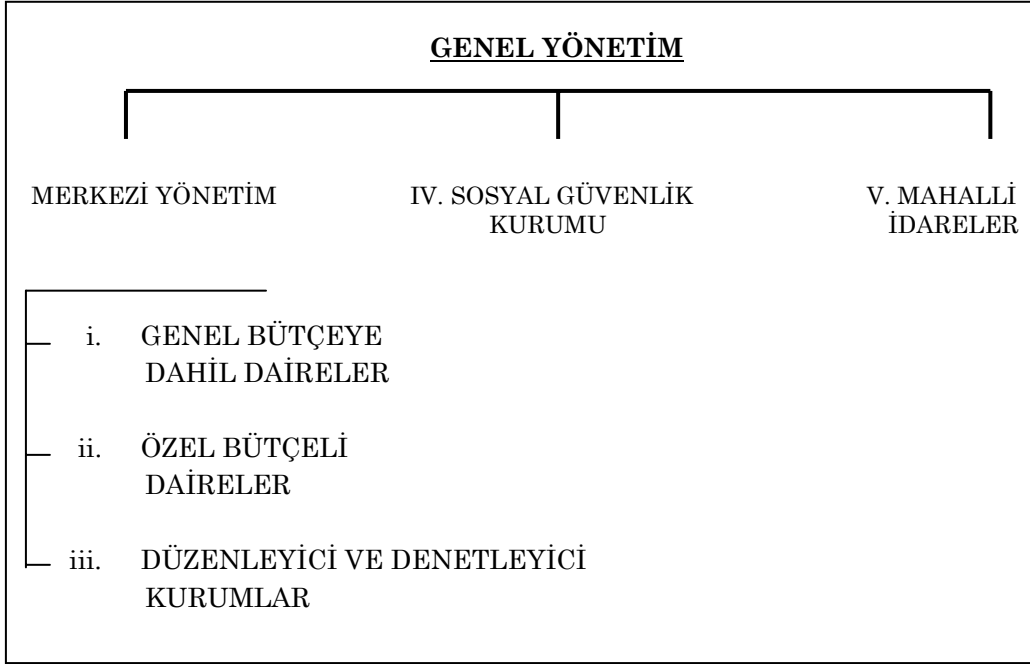 GENEL YÖNETİM
MERKEZİ YÖNETİM
IV. SOSYAL GÜVENLİK
KURUMU
V. MAHALLİ
İDARELER
i. GENEL BÜTÇEYE
DAHİL DAİRELER
ii. ÖZEL BÜTÇELİ
DAİRELER
iii. DÜZENLEYİCİ VE DENETLEYİCİ
KURUMLAR